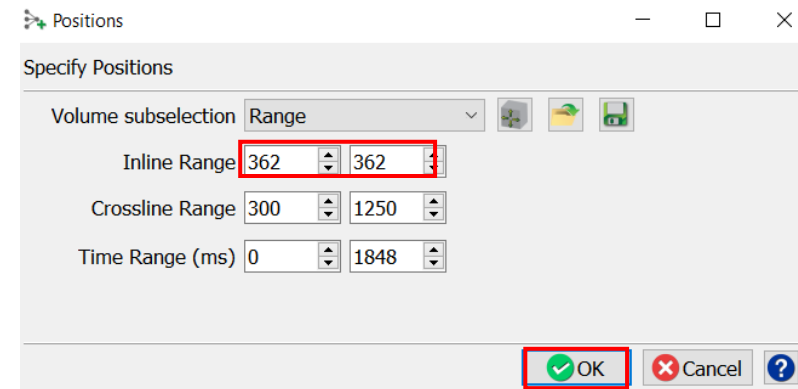 Positions
Specify Positions
Volume subselection Range
Inline Range 362 362
Crossline Range 300 1250
Time Range (ms) 0 1848
OK Cancel ?